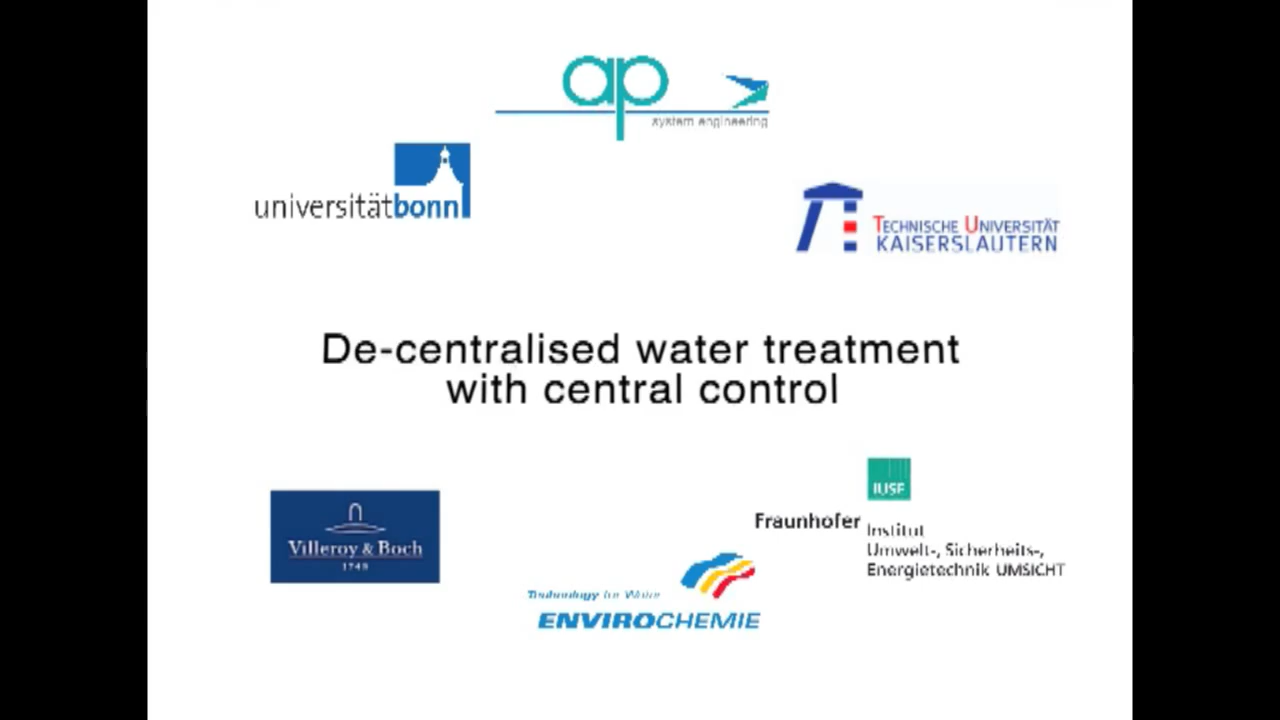 ap
system engineering
universitätbonn
TECHNISCHE UNIVERSITÄT
KAISERSLAUTERN
De-centralised water treatment
with central control
Villeroy & Boch
1748
Technology for Water
ENVIROCHEMIE
IUSE
Fraunhofer
Institut
Umwelt-, Sicherheits-,
Energietechnik UMSICHT